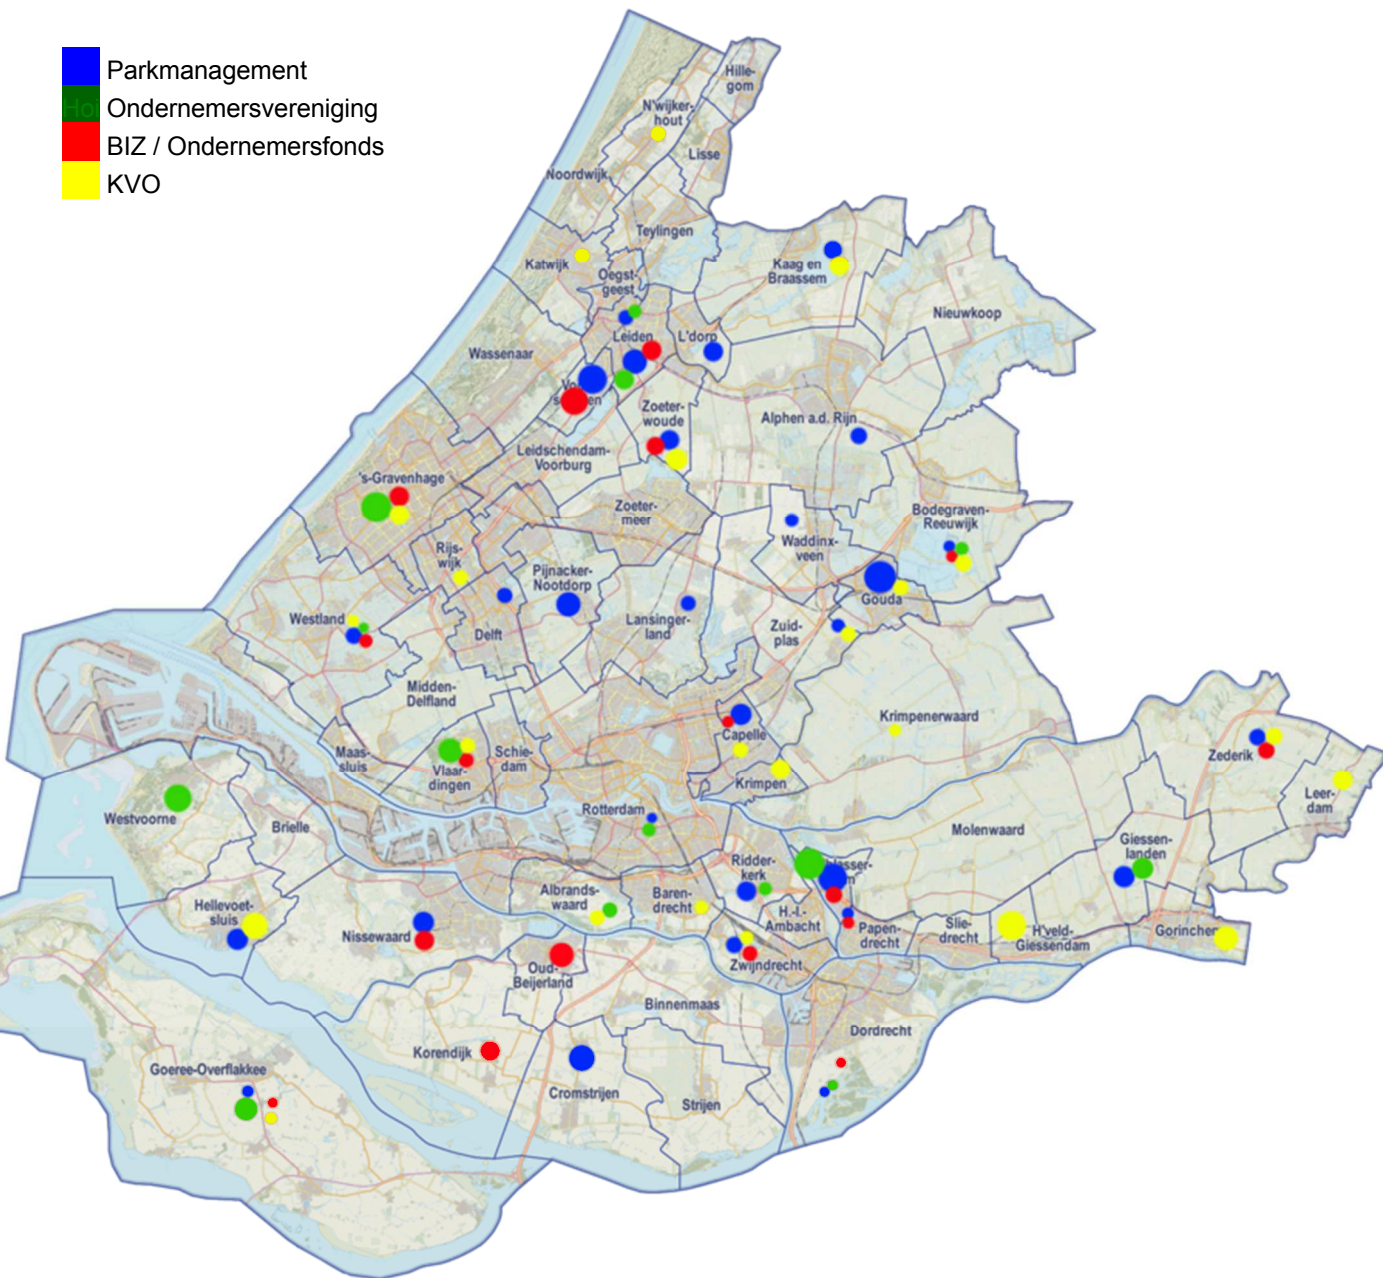 Parkmanagement
Hoi Ondernemersvereniging
BIZ / Ondernemersfonds
KVO
Hille-
gom
N'wijker-
hout
Lisse
Noordwijk
Teylingen
Katwijk
Oegst-
geest
Kaag en
Braassem
Nieuwkoop
Leiden
L'dorp
Wassenaar
Vo
s en
Zoeter-
woude
Alphen a.d. Rijn
Leidschendam-
Voorburg
's-Gravenhage
Zoeter-
meer
Bodegraven-
Reeuwijk
Waddinx-
veen
Rijs-
wijk
Pijnacker-
Nootdorp
Gouda
Westland
Delft
Lansinger-
land
Zuid-
plas
Midden-
Delfland
Krimpenerwaard
Capelle
Maas-
sluis
Schie-
dam
Vlaar-
dingen
Krimpen
Zederik
Leer-
dam
Westvoorne
Brielle
Rotterdam
Molenwaard
Giessen-
landen
Ridder-
kerk
lasser-
m
Albrands-
waard
Baren-
drecht
Hellevoet-
sluis
Nissewaard
H.-I.-
Ambacht
Papen-
drecht
Slie-
drecht
H'veld-
Giessendam
Gorinchem
Zwijndrecht
Oud-
Beijerland
Binnenmaas
Dordrecht
Korendijk
Goeree-Overflakkee
Cromstrijen
Strijen